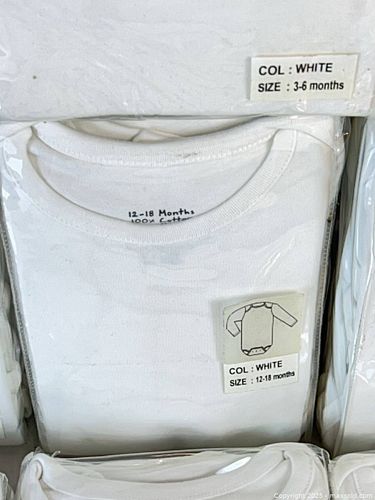 COL : WHITE
SIZE : 3-6 months
12-18 Months
100% Cotton
COL : WHITE
SIZE : 12-18 months